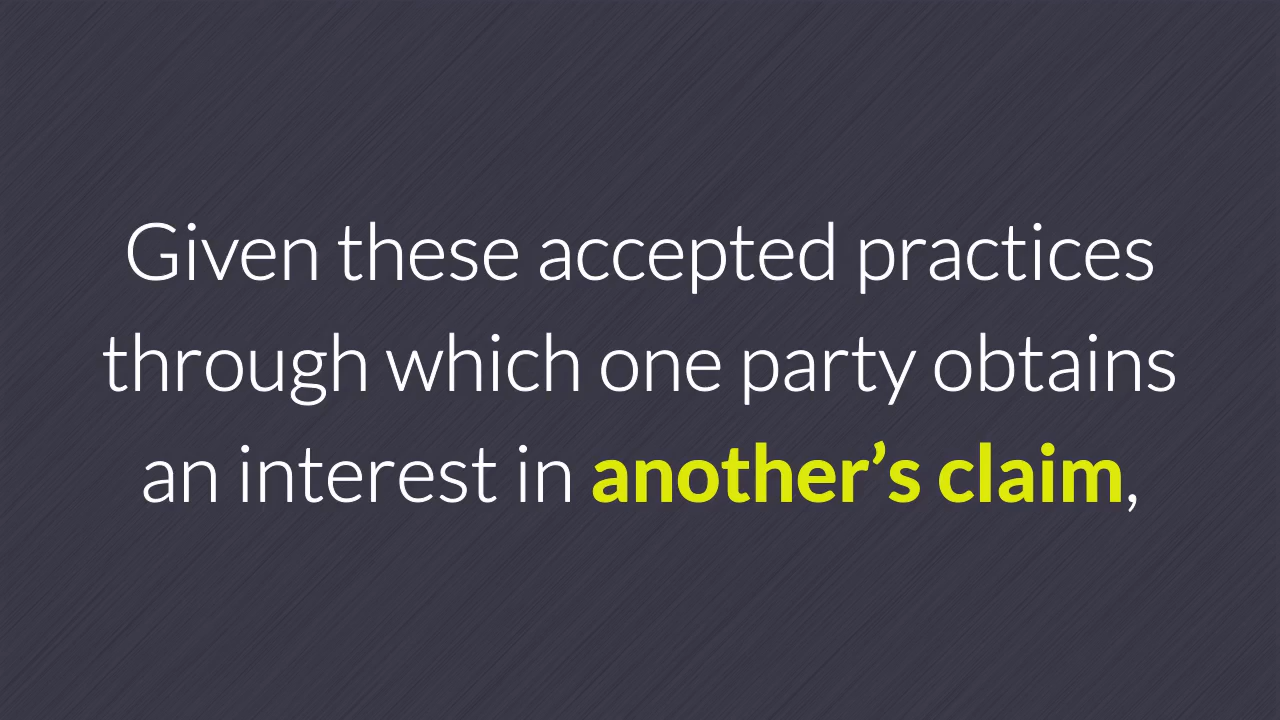 Given these accepted practices
through which one party obtains
an interest in another’s claim,